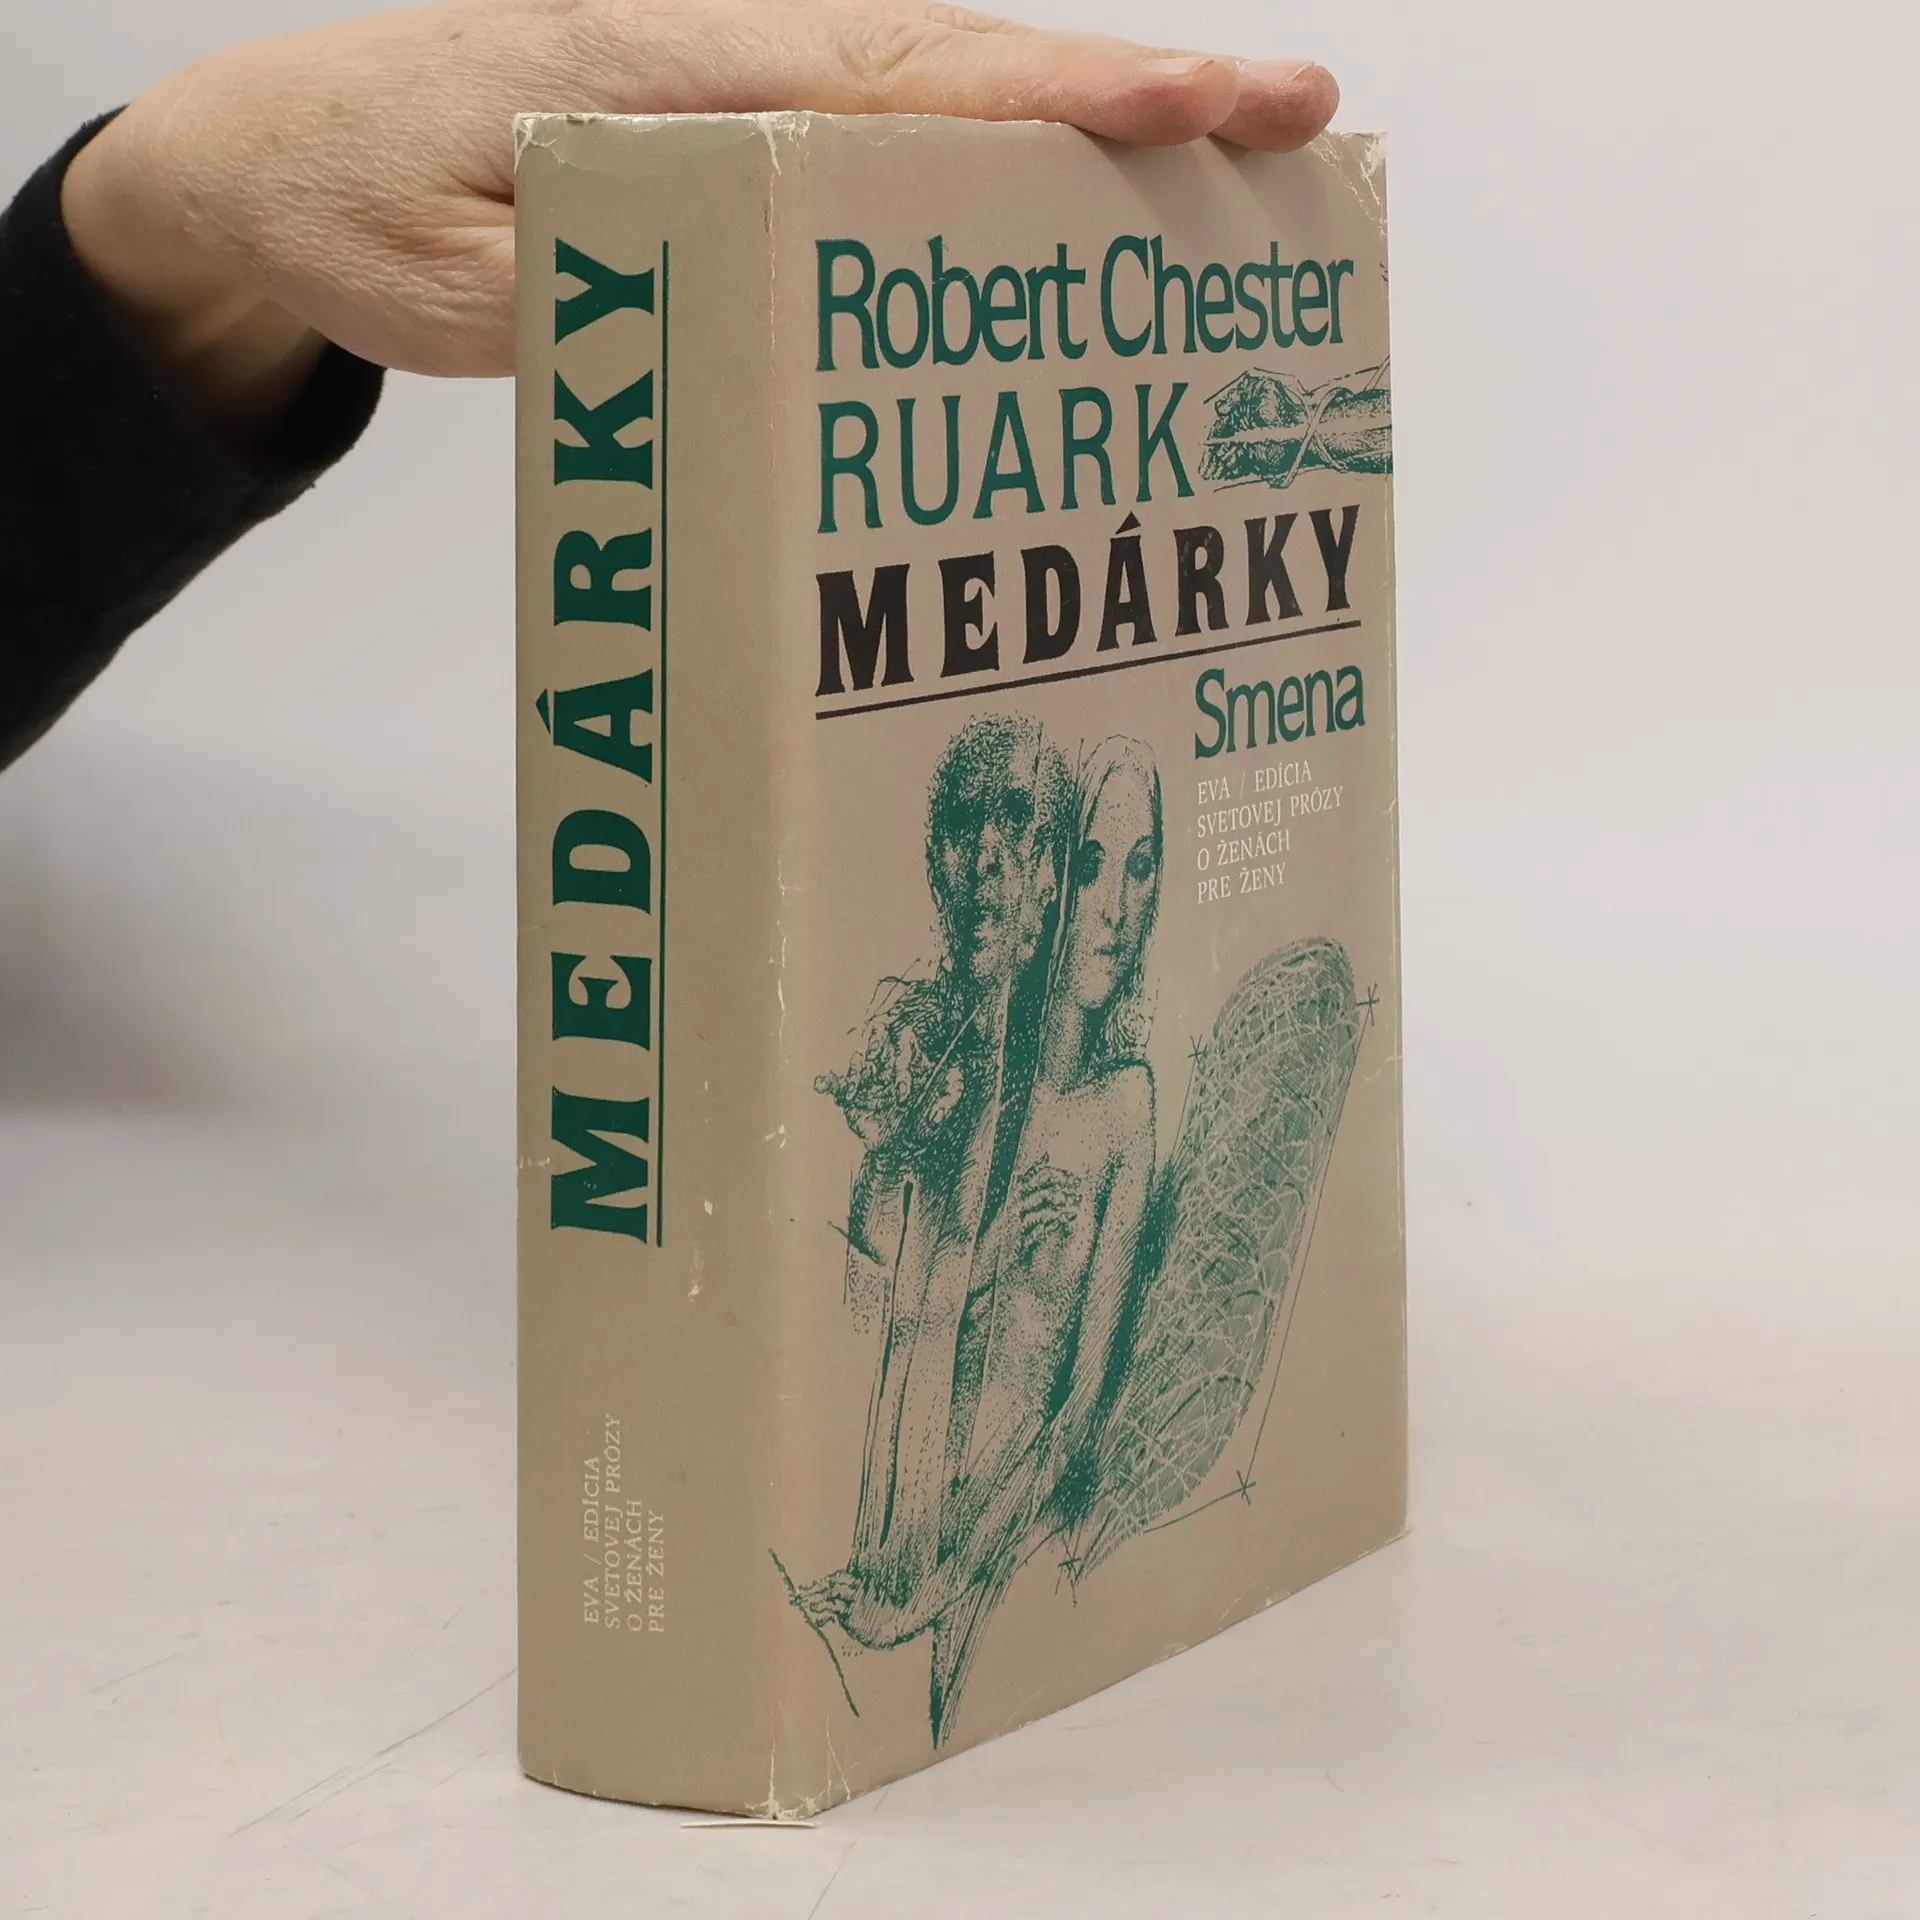 MEDÁRKY
EVA / EDÍCIA
SVETOVEJ PRÓZY
O ŽENÁCH
PRE ŽENY
Robert Chester
RUARK
MEDÁRKY
Smena
EVA / EDÍCIA
SVETOVEJ PRÓZY
O ŽENÁCH
PRE ŽENY